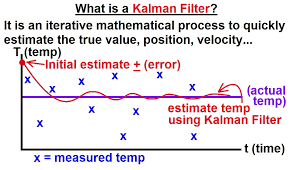 What is a Kalman Filter?
It is an iterative mathematical process to quickly
estimate the true value, position, velocity...
T (temp)
Initial estimate ± (error)
(actual
temp)
estimate temp
using Kalman Filter
t (time)
x = measured temp